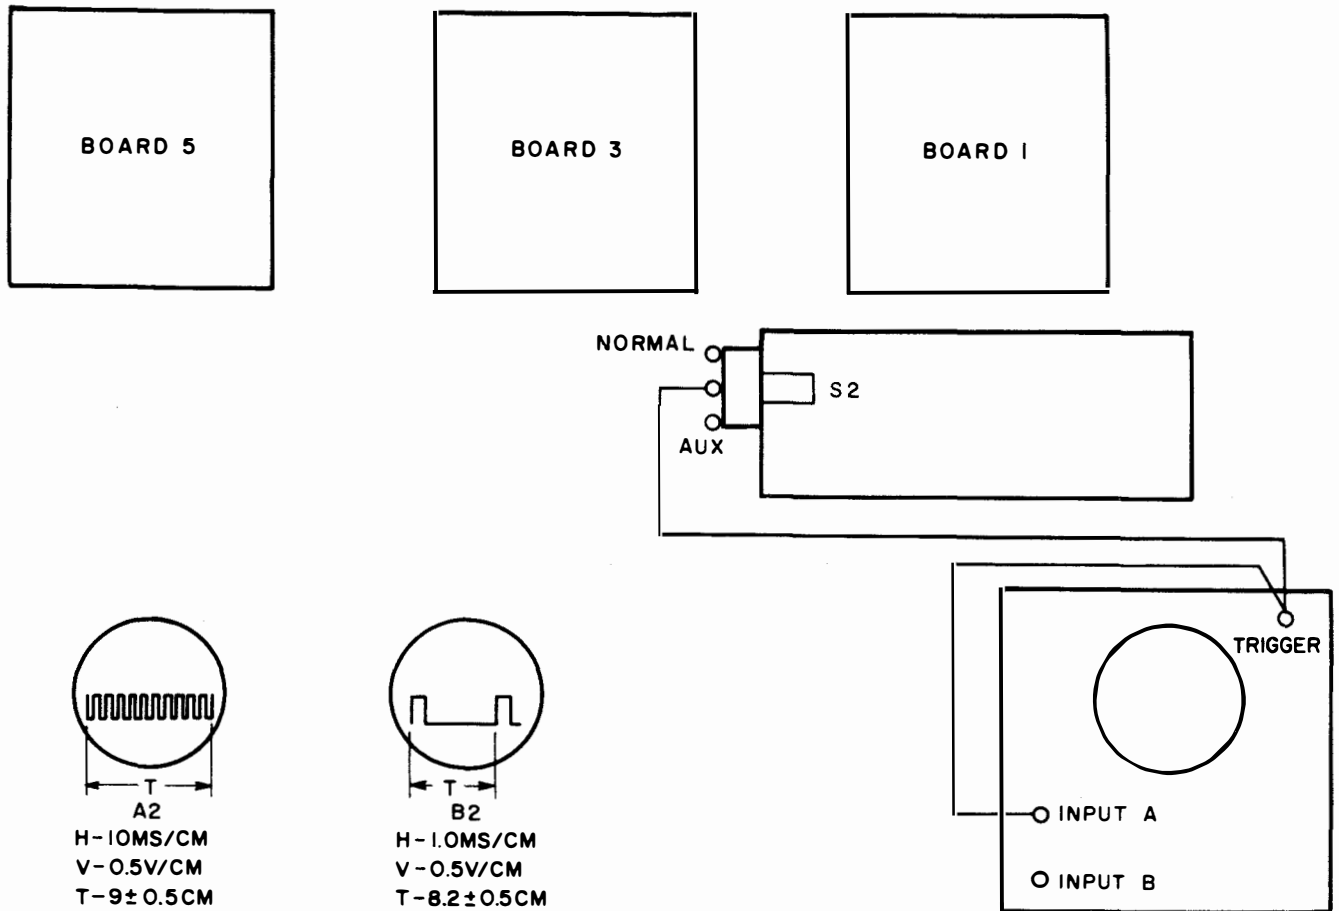 BOARD 5
BOARD 3
BOARD 1
NORMAL
S2
AUX
TRIGGER
INPUT A
INPUT B
T
A2
H-10MS/CM
V-0.5V/CM
T-9±0.5CM
T
B2
H-1.0MS/CM
V-0.5V/CM
T-8.2±0.5CM